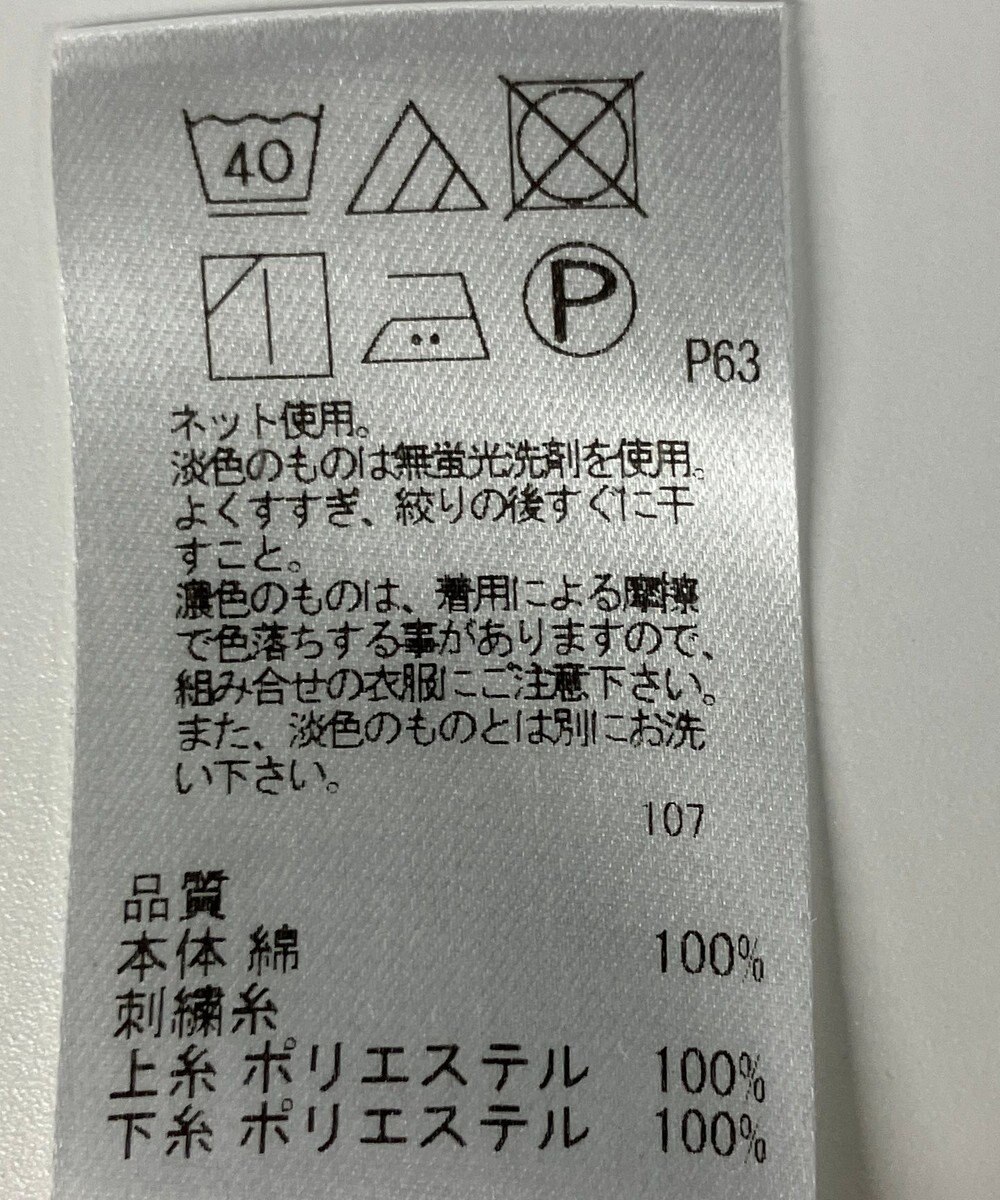 40
P
P63
ネット使用。
淡色のものは無蛍光洗剤を使用。
よくすすぎ、絞りの後すぐに干
すこと。
濃色のものは、着用による摩擦
で色落ちする事がありますので、
組み合せの衣服にご注意下さい。
また、淡色のものとは別にお洗
い下さい。
107
品質
本体 綿 100%
刺繍糸
上糸 ポリエステル 100%
下糸 ポリエステル 100%